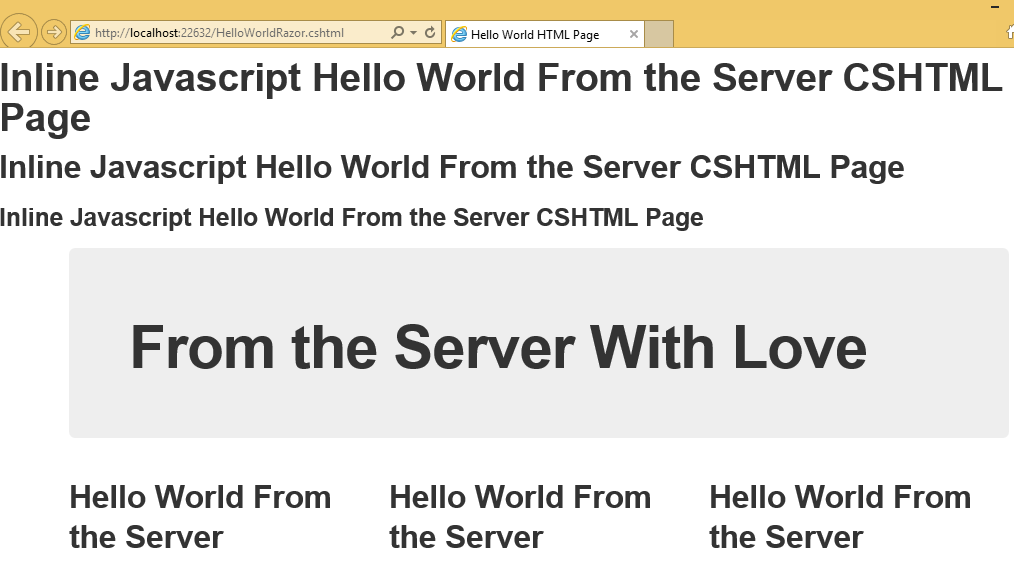 http://localhost:22632/HelloWorldRazor.cshtml
Hello World HTML Page
Inline Javascript Hello World From the Server CSHTML
Page
Inline Javascript Hello World From the Server CSHTML Page
Inline Javascript Hello World From the Server CSHTML Page
From the Server With Love
Hello World From
the Server
Hello World From
the Server
Hello World From
the Server